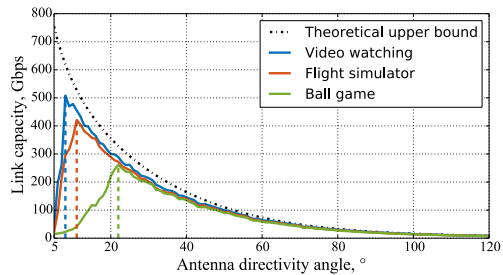 800
700
600
500
400
300
200
100
0
5
20
40
60
80
100
120
Link capacity, Gbps
Antenna directivity angle, °
Theoretical upper bound
Video watching
Flight simulator
Ball game